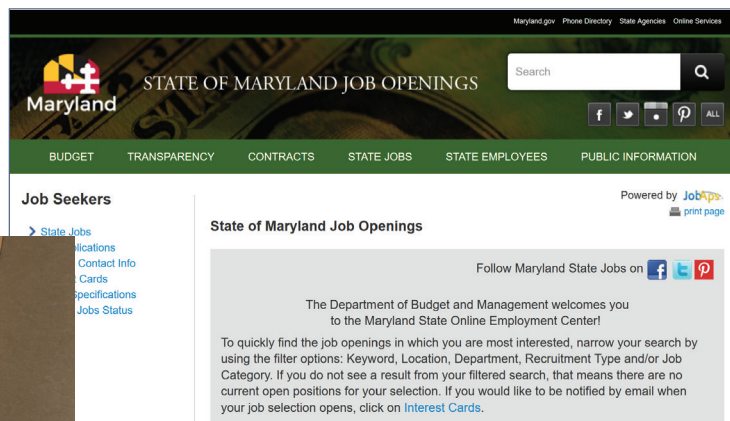 Maryland.gov Phone Directory State Agencies Online Services
Maryland
STATE OF MARYLAND JOB OPENINGS
Search
ALL
BUDGET TRANSPARENCY CONTRACTS STATE JOBS STATE EMPLOYEES PUBLIC INFORMATION
Job Seekers
State Jobs
Contact Info
Cards
Jobs Status
Powered by JobAps
print page
State of Maryland Job Openings
Follow Maryland State Jobs on
The Department of Budget and Management welcomes you
to the Maryland State Online Employment Center!
To quickly find the job openings in which you are most interested, narrow your search by
using the filter options: Keyword, Location, Department, Recruitment Type and/or Job
Category. If you do not see a result from your filtered search, that means there are no
current open positions for your selection. If you would like to be notified by email when
your job selection opens, click on Interest Cards.